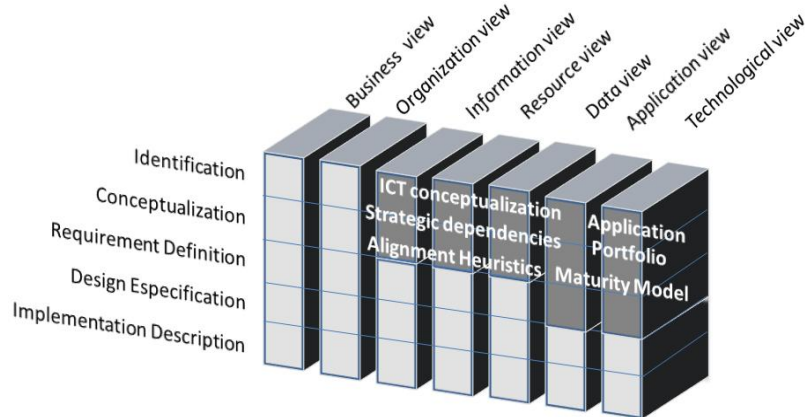 Business view
Organization view
Information view
Resource view
Data view
Application view
Technological view
Identification
Conceptualization
Requirement Definition
Design Especification
Implementation Description
ICT conceptualization
Strategic dependencies
Alignment Heuristics
Application
Portfolio
Maturity Model